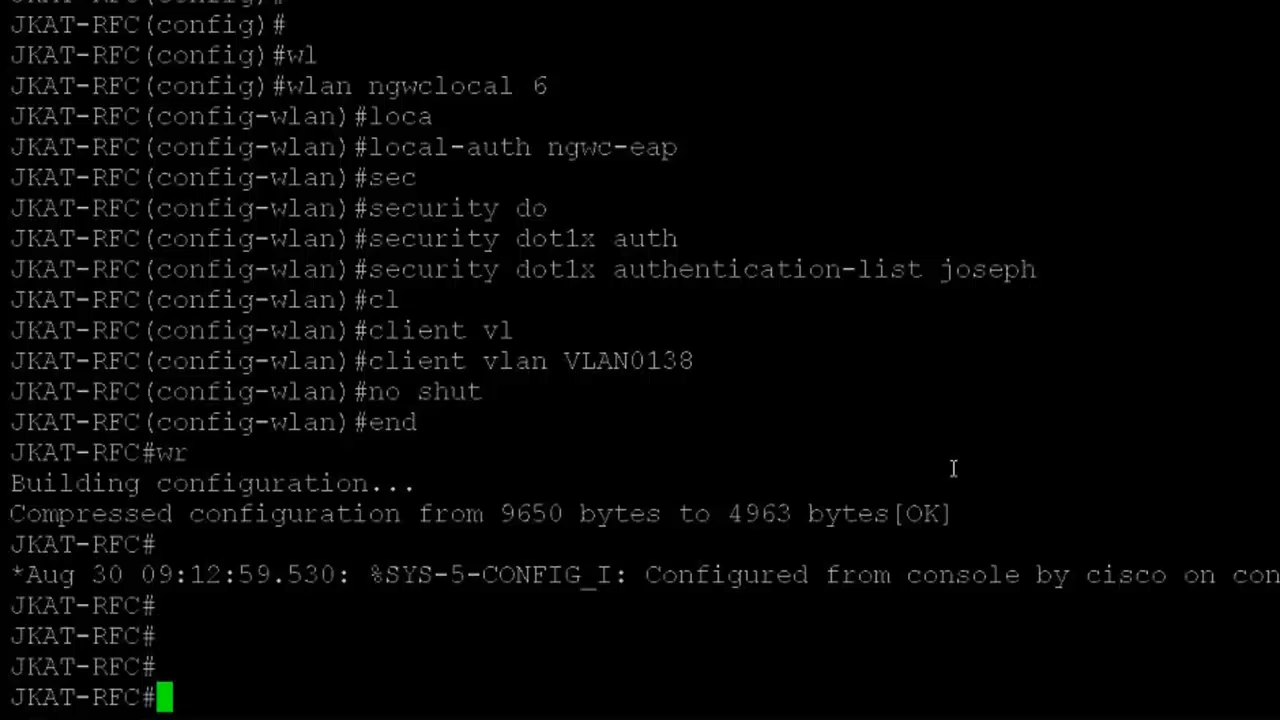 JKAT-RFC(config)#
JKAT-RFC(config)#
JKAT-RFC(config)#wl
JKAT-RFC(config)#wlan ngwclocal 6
JKAT-RFC(config-wlan)#loca
JKAT-RFC(config-wlan)#local-auth ngwc-eap
JKAT-RFC(config-wlan)#sec
JKAT-RFC(config-wlan)#security do
JKAT-RFC(config-wlan)#security dot1x auth
JKAT-RFC(config-wlan)#security dot1x authentication-list joseph
JKAT-RFC(config-wlan)#cl
JKAT-RFC(config-wlan)#client vl
JKAT-RFC(config-wlan)#client vlan VLAN0138
JKAT-RFC(config-wlan)#no shut
JKAT-RFC(config-wlan)#end
JKAT-RFC#wr
Building configuration...
Compressed configuration from 9650 bytes to 4963 bytes[OK]
JKAT-RFC#
*Aug 30 09:12:59.530: %SYS-5-CONFIG_I: Configured from console by cisco on con
JKAT-RFC#
JKAT-RFC#
JKAT-RFC#
JKAT-RFC#